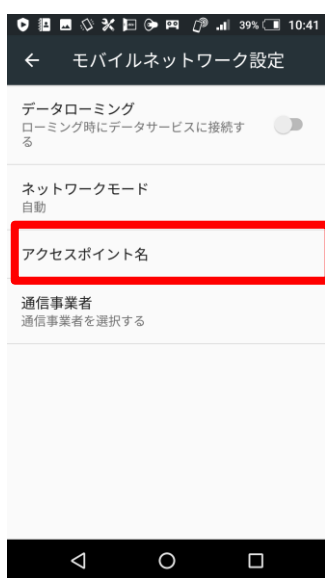 39% 10:41
モバイルネットワーク設定
データローミング
ローミング時にデータサービスに接続す
る
ネットワークモード
自動
アクセスポイント名
通信事業者
通信事業者を選択する